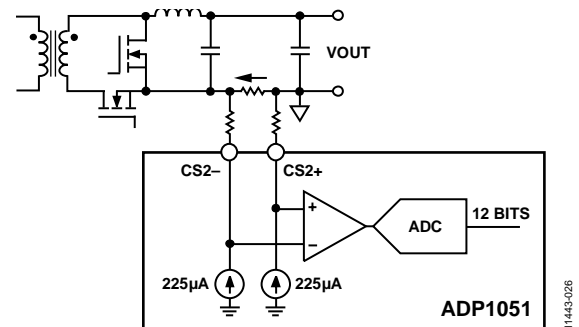 VOUT
CS2– CS2+
+
–
ADC
12 BITS
225µA 225µA
ADP1051
11443-026